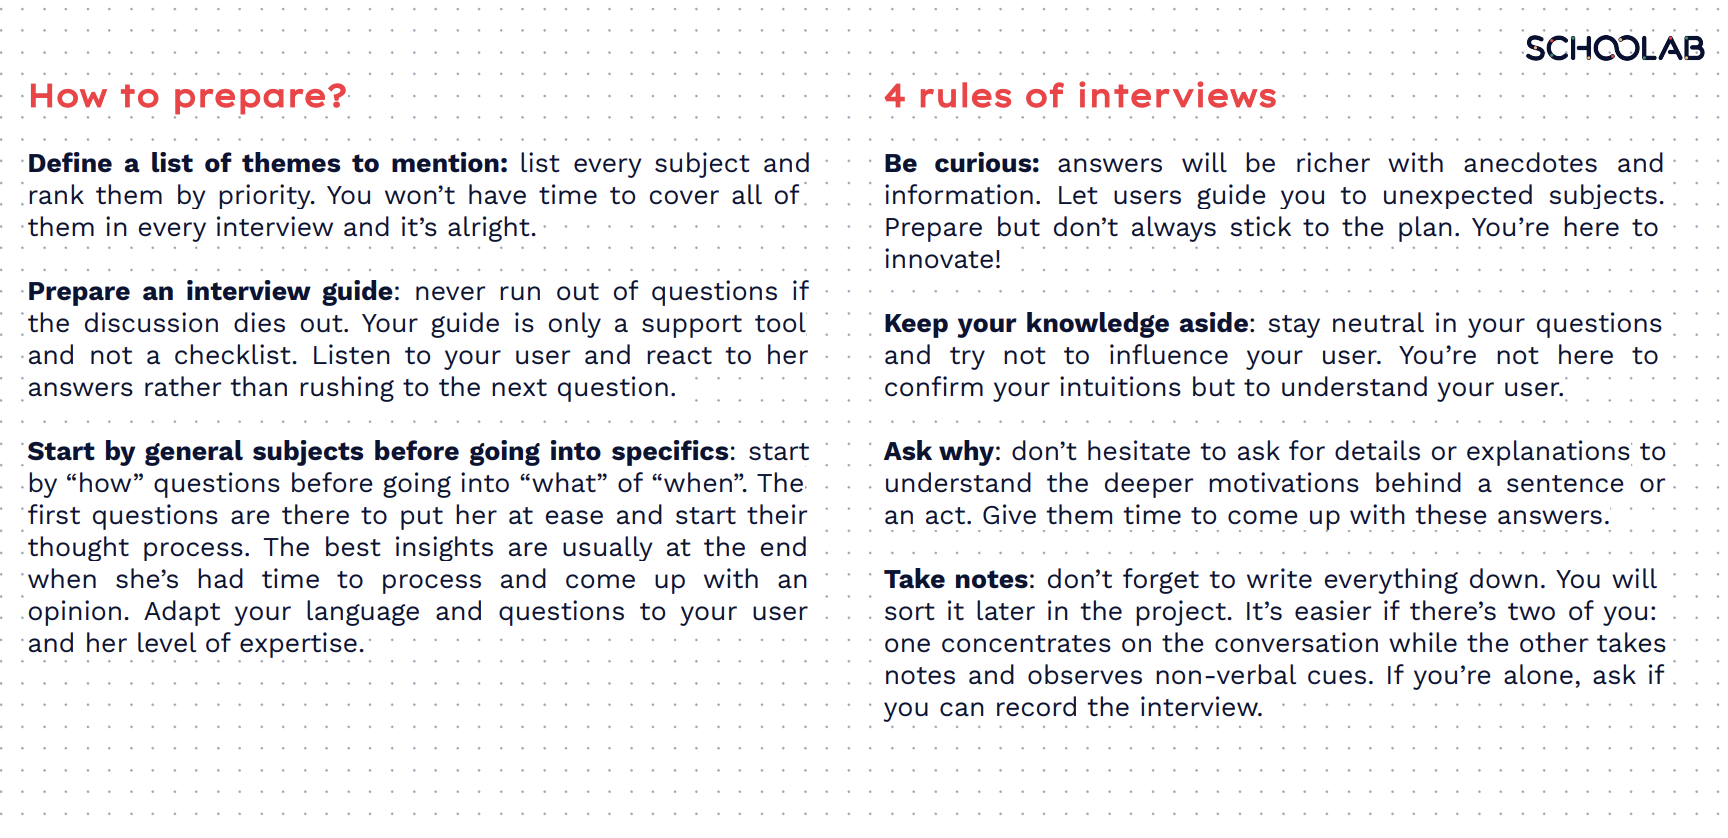 SCHOOLAB
How to prepare?
Define a list of themes to mention: list every subject and
rank them by priority. You won’t have time to cover all of
them in every interview and it’s alright.
Prepare an interview guide: never run out of questions if
the discussion dies out. Your guide is only a support tool
and not a checklist. Listen to your user and react to her
answers rather than rushing to the next question.
Start by general subjects before going into specifics: start
by “how” questions before going into “what” of “when”. The
first questions are there to put her at ease and start their
thought process. The best insights are usually at the end
when she’s had time to process and come up with an
opinion. Adapt your language and questions to your user
and her level of expertise.
4 rules of interviews
Be curious: answers will be richer with anecdotes and
information. Let users guide you to unexpected subjects.
Prepare but don’t always stick to the plan. You’re here to
innovate!
Keep your knowledge aside: stay neutral in your questions
and try not to influence your user. You’re not here to
confirm your intuitions but to understand your user.
Ask why: don’t hesitate to ask for details or explanations to
understand the deeper motivations behind a sentence or
an act. Give them time to come up with these answers.
Take notes: don’t forget to write everything down. You will
sort it later in the project. It’s easier if there’s two of you:
one concentrates on the conversation while the other takes
notes and observes non-verbal cues. If you’re alone, ask if
you can record the interview.